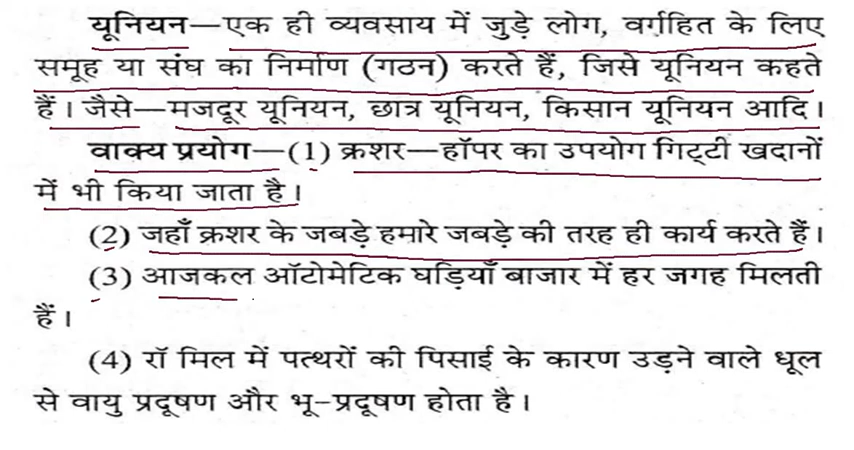 यूनियन—एक ही व्यवसाय में जुड़े लोग, वर्गहित के लिए
समूह या संघ का निर्माण (गठन) करते हैं, जिसे यूनियन कहते
हैं। जैसे—मजदूर यूनियन, छात्र यूनियन, किसान यूनियन आदि।
वाक्य प्रयोग—(1) क्रशर—हॉपर का उपयोग गिट्‌टी खदानों
में भी किया जाता है।
(2) जहाँ क्रशर के जबड़े हमारे जबड़े की तरह ही कार्य करते हैं।
(3) आजकल ऑटोमेटिक घड़ियाँ बाजार में हर जगह मिलती
हैं।
(4) रॉ मिल में पत्थरों की पिसाई के कारण उड़ने वाले धूल
से वायु प्रदूषण और भू-प्रदूषण होता है।